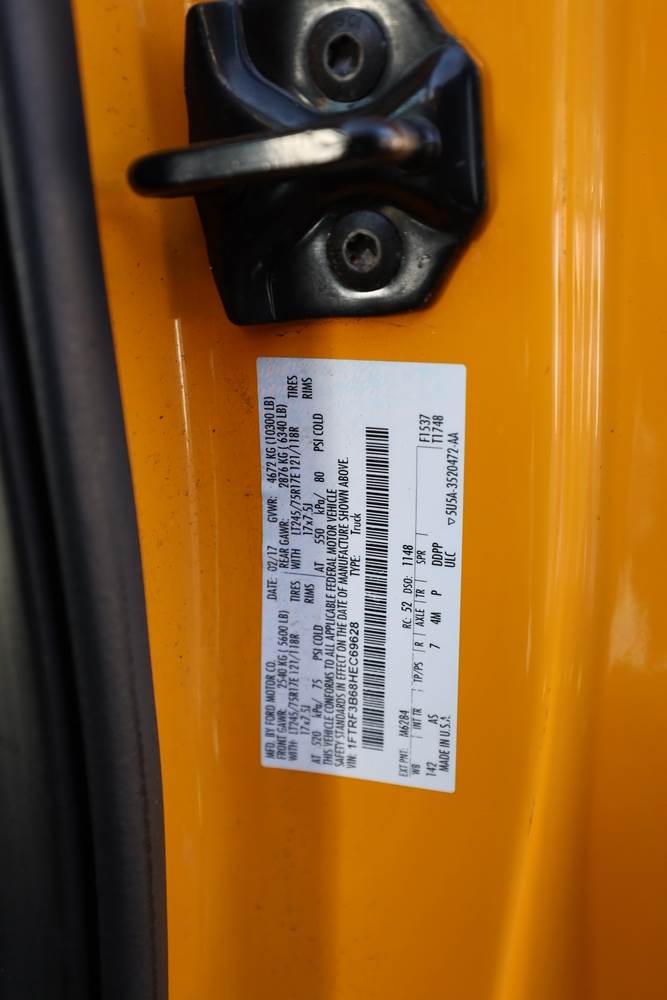 MFD. BY FORD MOTOR CO. DATE: 02/17 GVWR: 4672 KG (10300 LB)
FRONT GAWR: 2540 KG ( 5600 LB) REAR GAWR: 2876 KG ( 6340 LB)
WITH LT245/75R17E 121/118R TIRES WITH LT245/75R17E 121/118R TIRES
17x7.5J RIMS 17x7.5J RIMS
AT 520 kPa/ 75 PSI COLD AT 550 kPa/ 80 PSI COLD
THIS VEHICLE CONFORMS TO ALL APPLICABLE FEDERAL MOTOR VEHICLE
SAFETY STANDARDS IN EFFECT ON THE DATE OF MANUFACTURE SHOWN ABOVE.
VIN: 1FTRF3B68HEC69628 TYPE: Truck
EXT PNT: M6284 RC: 52 DSO: 1148 F1537
WB INT TR TP/PS R AXLE TR SPR T1748
142 AS 7 4M P DDPP
MADE IN U.S.A. ULC ▽5U5A-3520472-AA